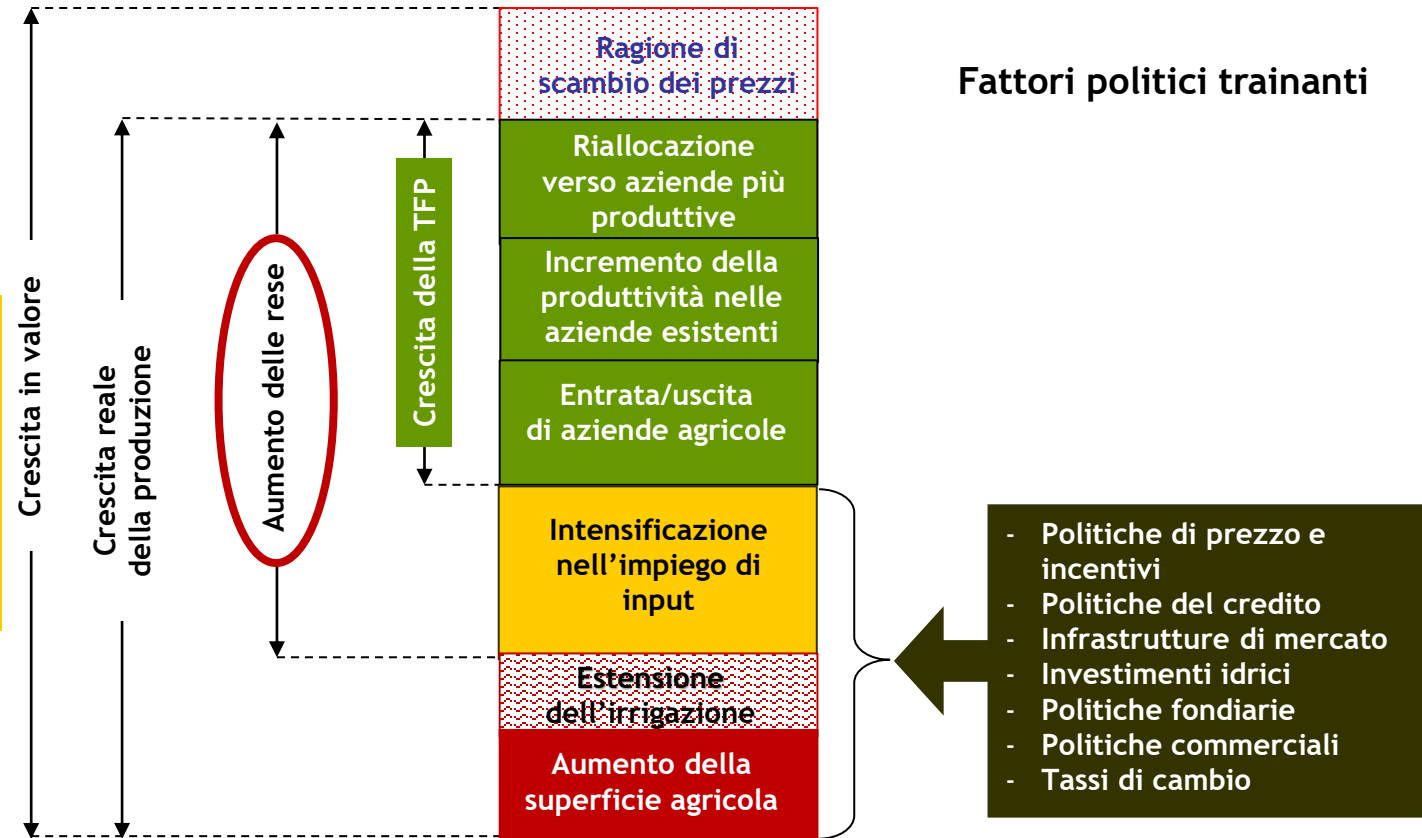 Fattori politici trainanti
Crescita in valore
Crescita reale
della produzione
Aumento delle rese
Crescita della TFP
Ragione di
scambio dei prezzi
Riallocazione
verso aziende più
produttive
Incremento della
produttività nelle
aziende esistenti
Entrata/uscita
di aziende agricole
Intensificazione
nell’impiego di
input
Estensione
dell’irrigazione
Aumento della
superficie agricola
- Politiche di prezzo e
incentivi
- Politiche del credito
- Infrastrutture di mercato
- Investimenti idrici
- Politiche fondiarie
- Politiche commerciali
- Tassi di cambio